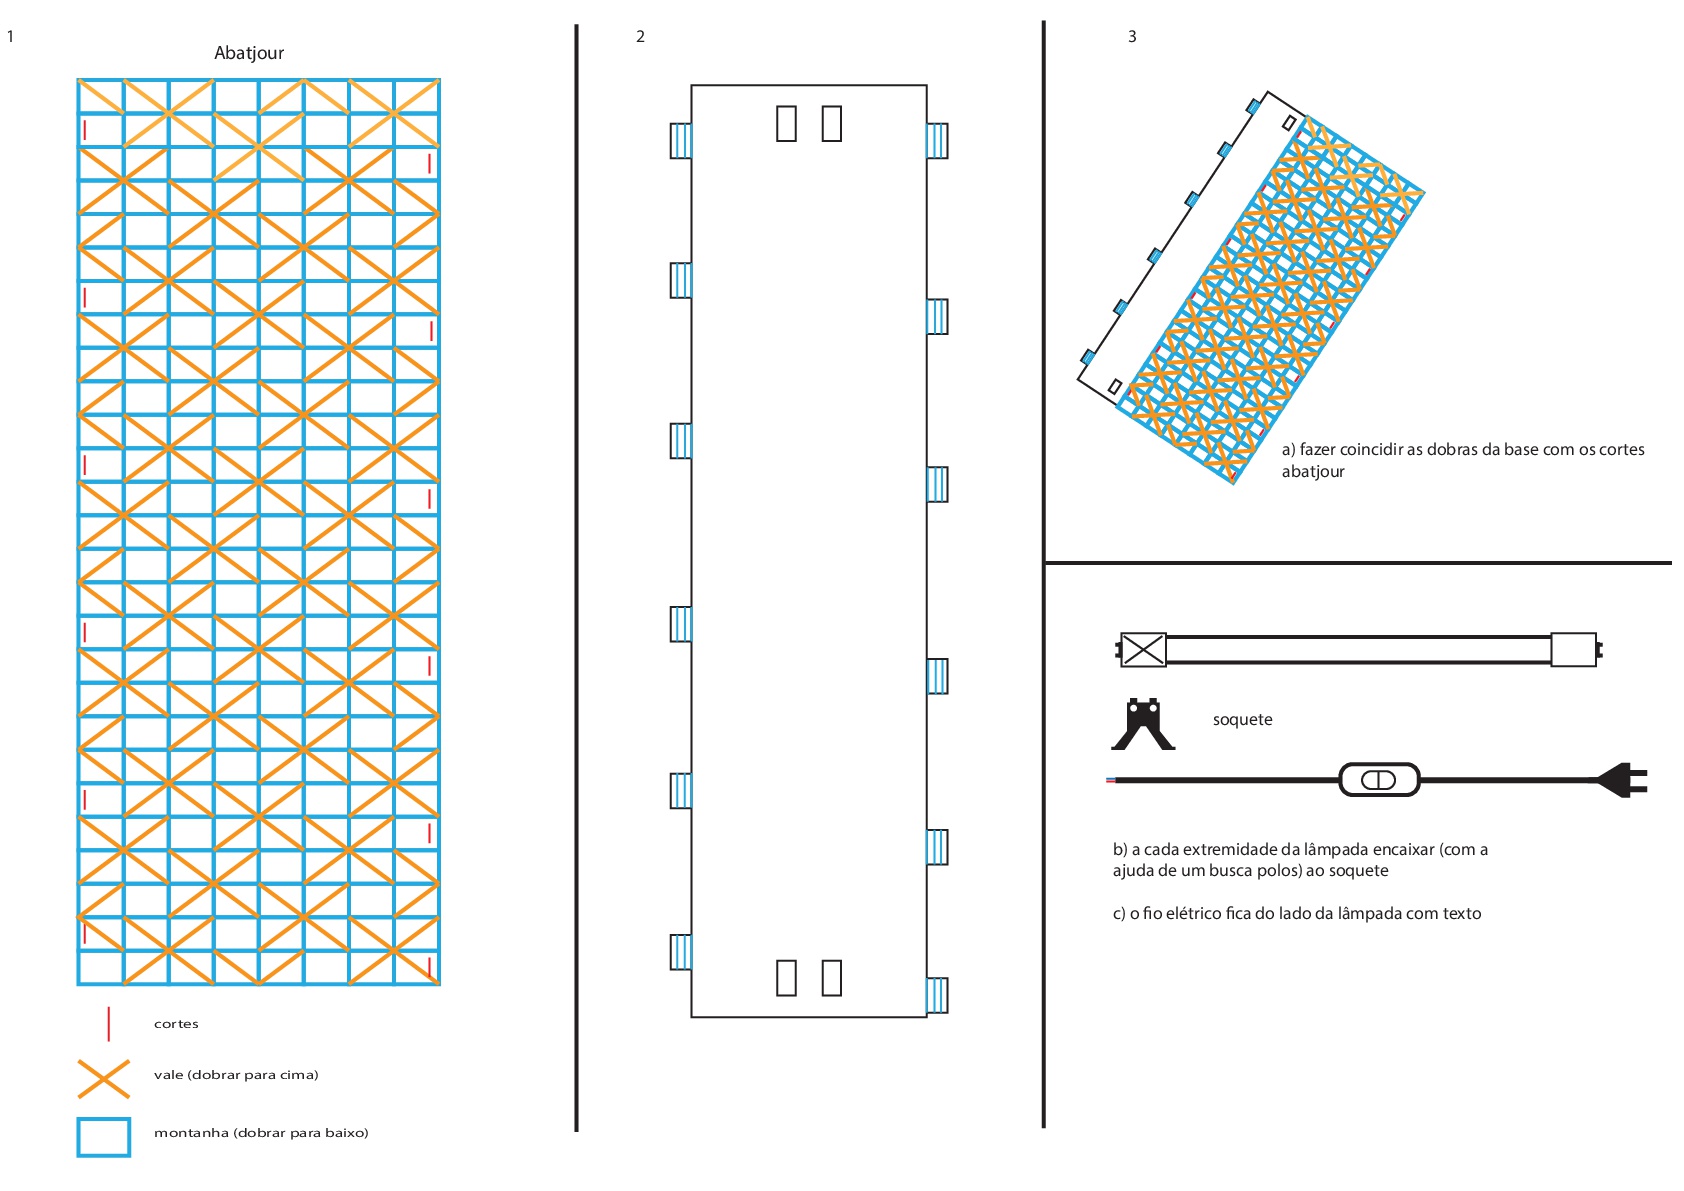 1
Abatjour
cortes
vale (dobrar para cima)
montanha (dobrar para baixo)
2
3
a) fazer coincidir as dobras da base com os cortes
abatjour
soquete
b) a cada extremidade da lâmpada encaixar (com a
ajuda de um busca polos) ao soquete
c) o fio elétrico fica do lado da lâmpada com texto